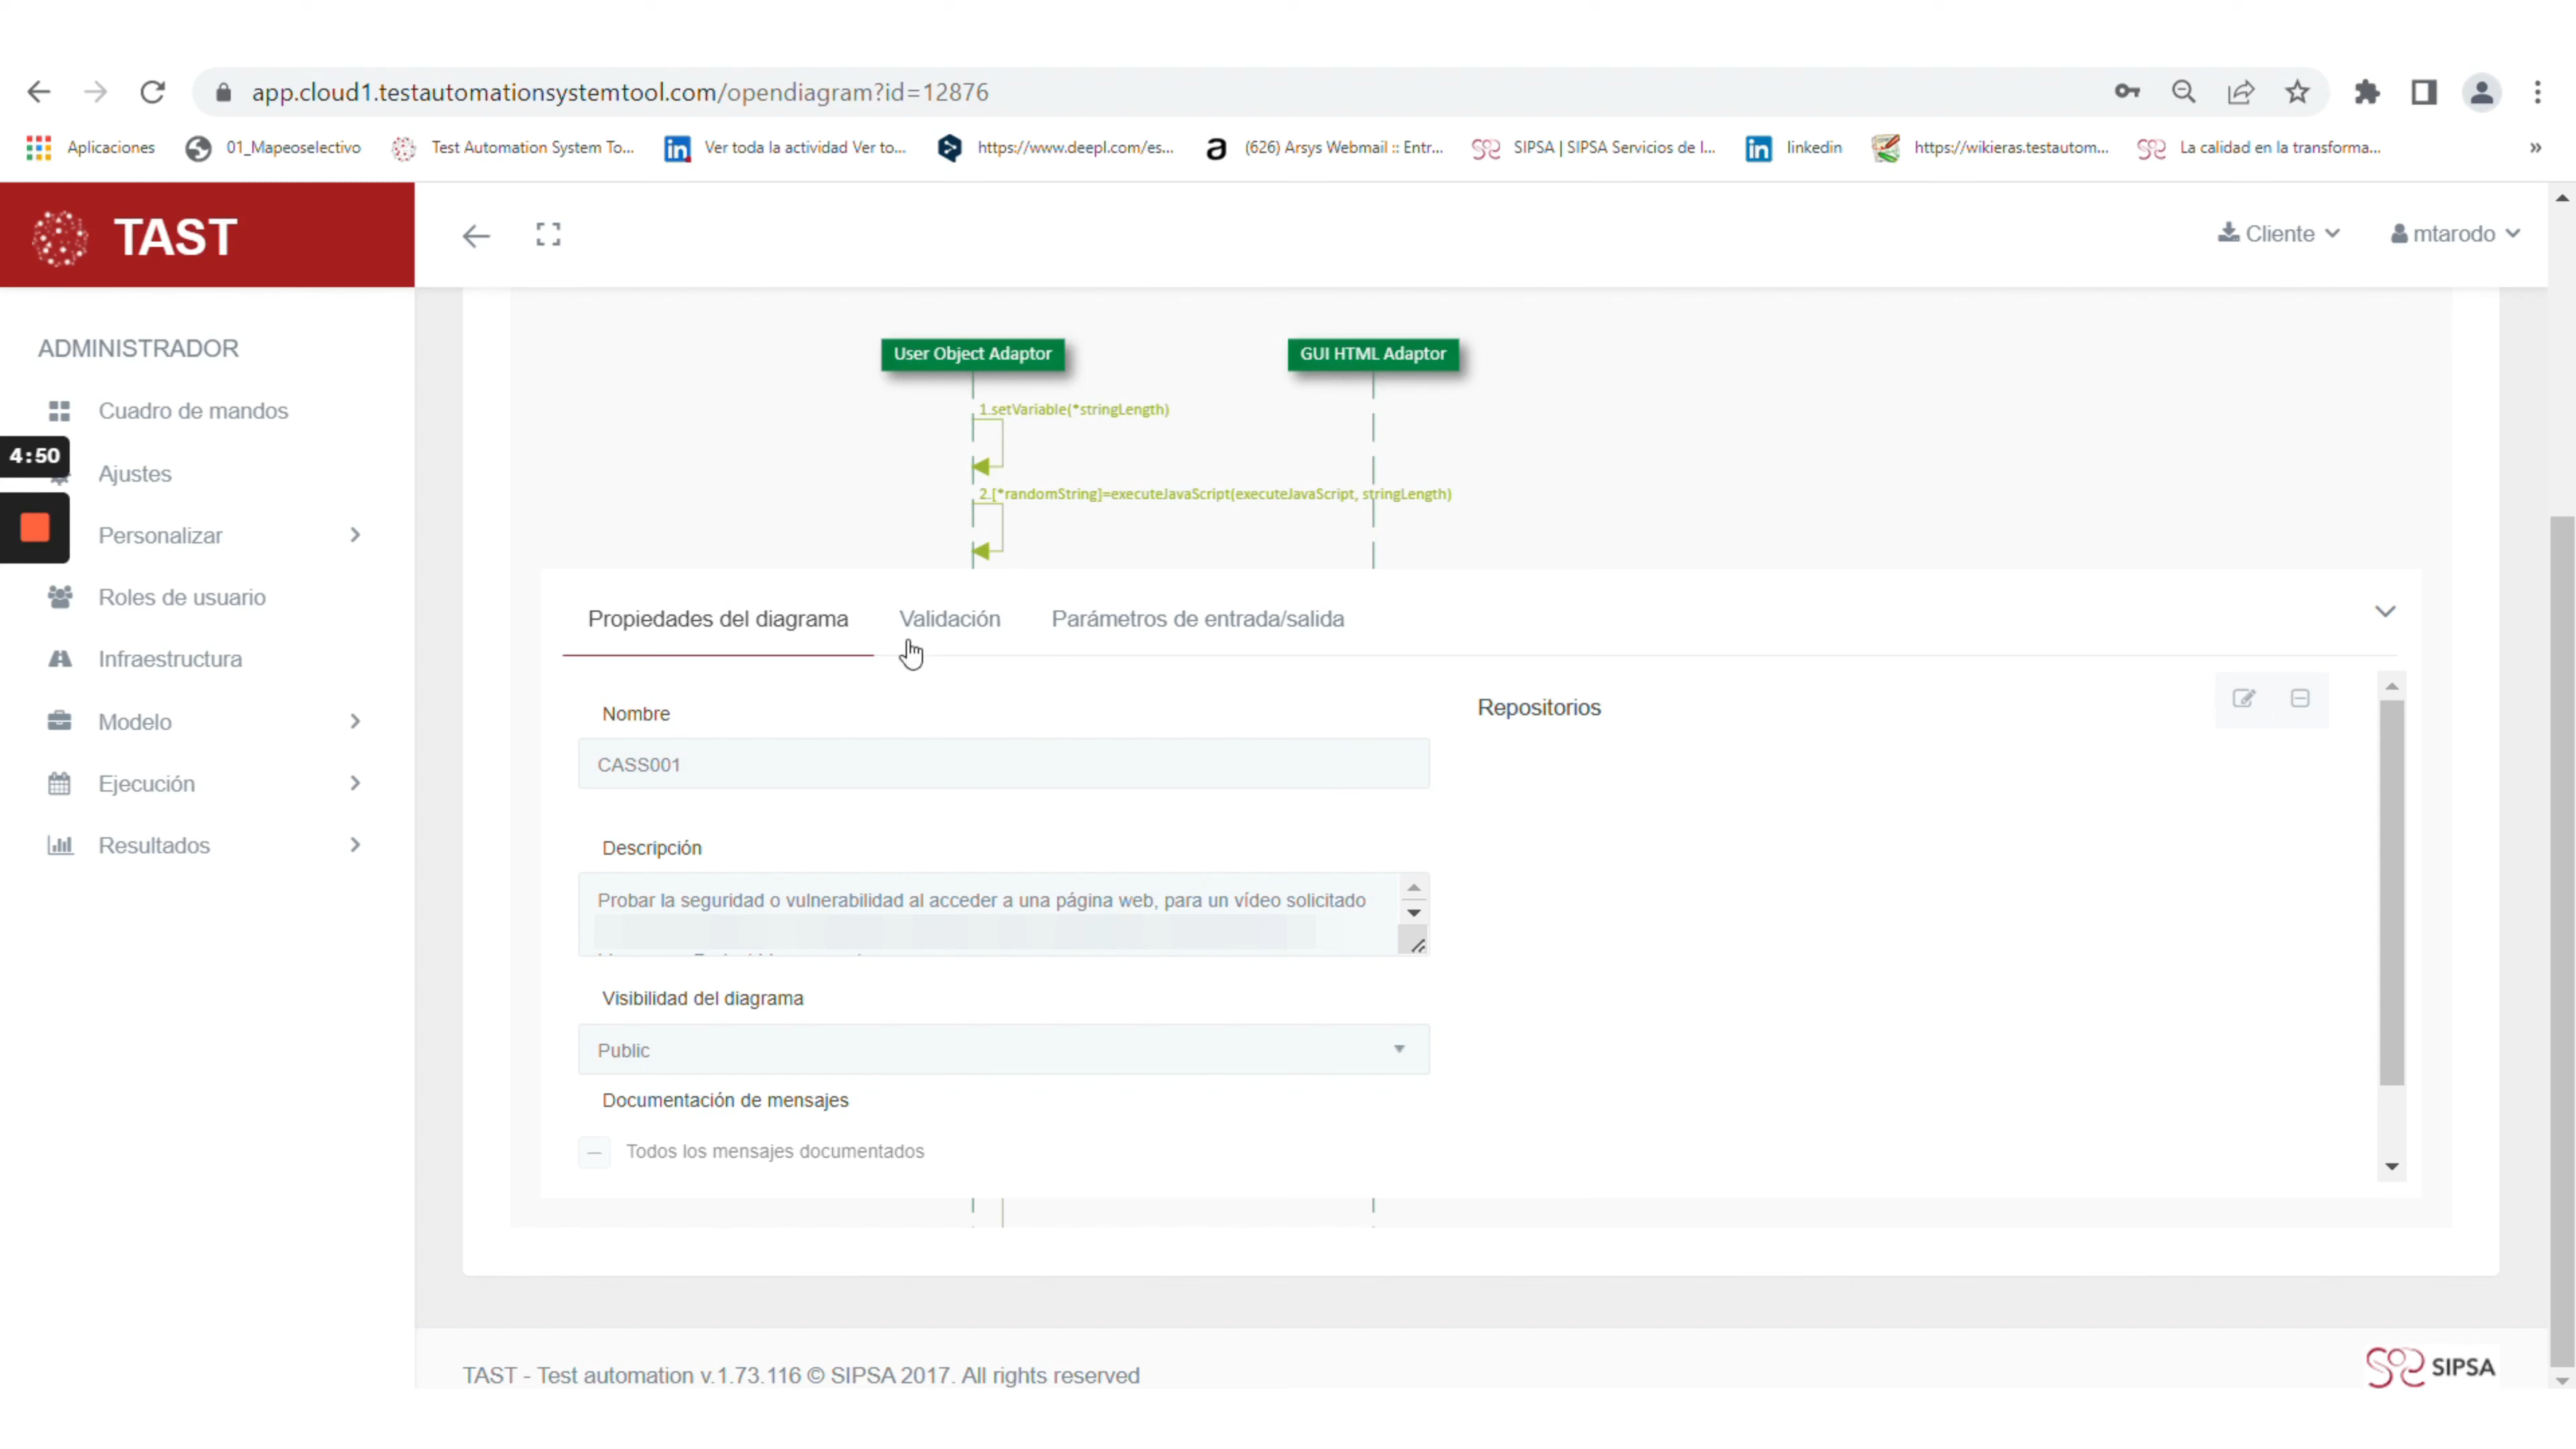 app.cloud1.testautomationsystemtool.com/opendiagram?id=12876
Aplicaciones
01_Mapeoselectivo
Test Automation System To...
Ver toda la actividad Ver to...
https://www.deepl.com/es...
(626) Arsys Webmail :: Entr...
SIPSA | SIPSA Servicios de I...
linkedin
https://wikieras.testautom...
La calidad en la transforma...
»
TAST
Cliente
mtarodo
ADMINISTRADOR
Cuadro de mandos
4:50
Ajustes
Personalizar
Roles de usuario
Infraestructura
Modelo
Ejecución
Resultados
User Object Adaptor
GUI HTML Adaptor
1.setVariable(*stringLength)
2.[*randomString]=executeJavaScript(executeJavaScript, stringLength)
Propiedades del diagrama
Validación
Parámetros de entrada/salida
Nombre
CASS001
Repositorios
Descripción
Probar la seguridad o vulnerabilidad al acceder a una página web, para un vídeo solicitado
Visibilidad del diagrama
Public
Documentación de mensajes
Todos los mensajes documentados
TAST - Test automation v.1.73.116 © SIPSA 2017. All rights reserved
SIPSA